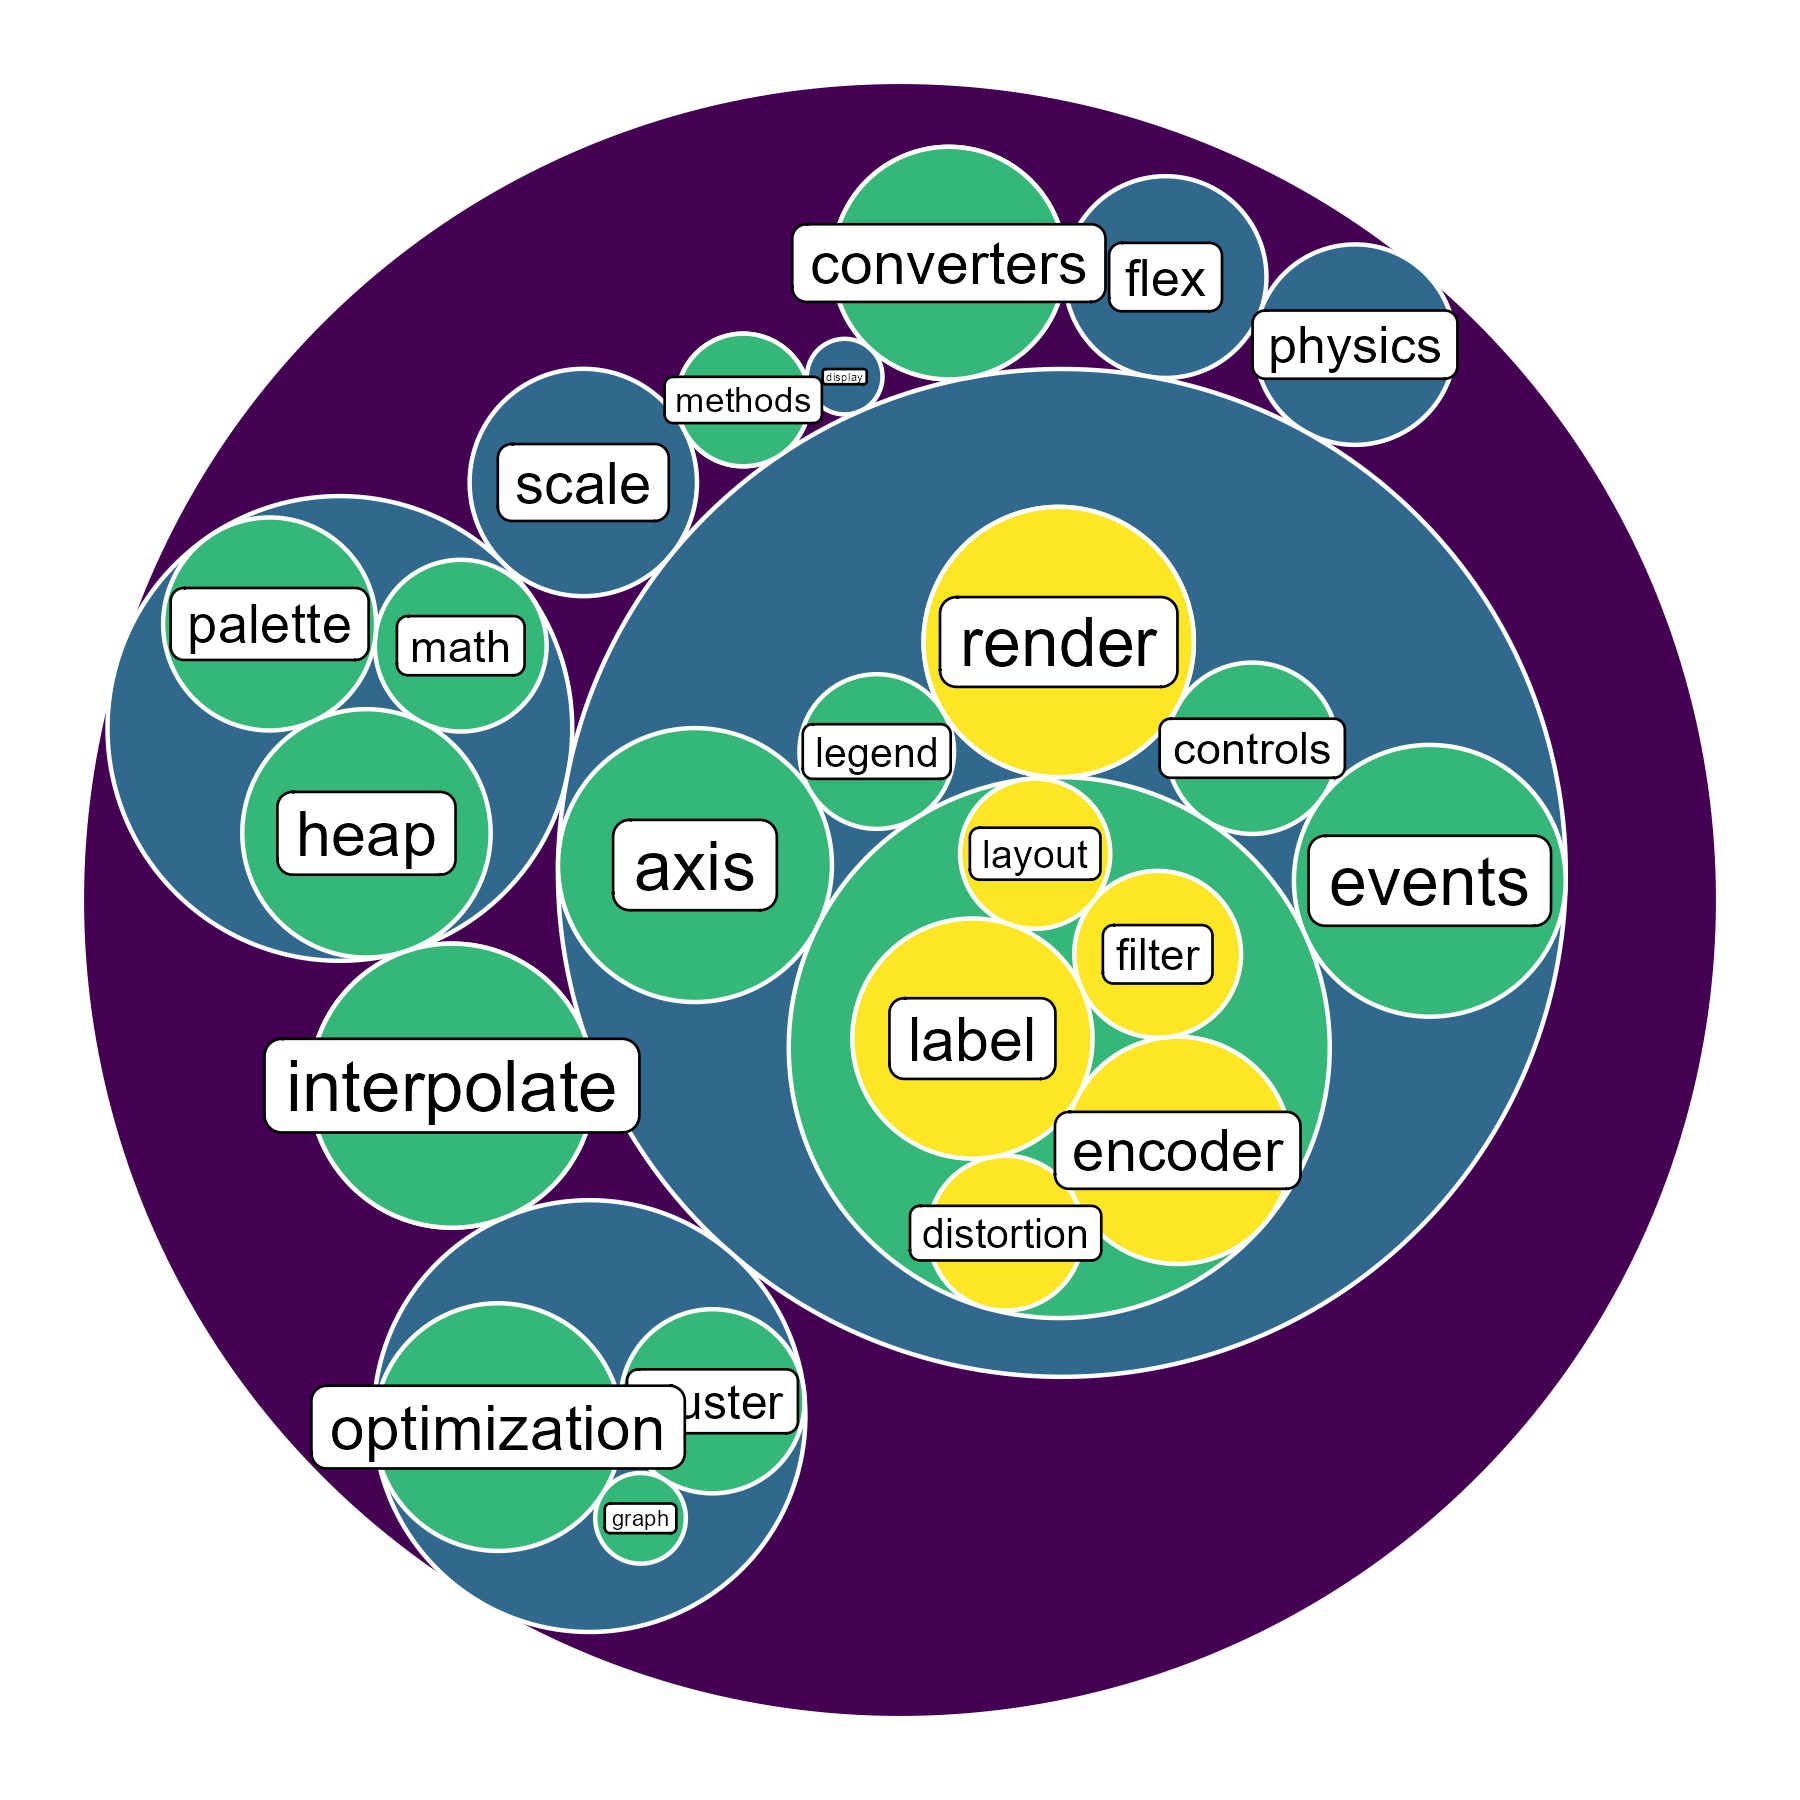 converters
flex
physics
display
methods
scale
palette
math
render
legend
controls
heap
axis
layout
events
filter
label
interpolate
encoder
distortion
uster
optimization
graph